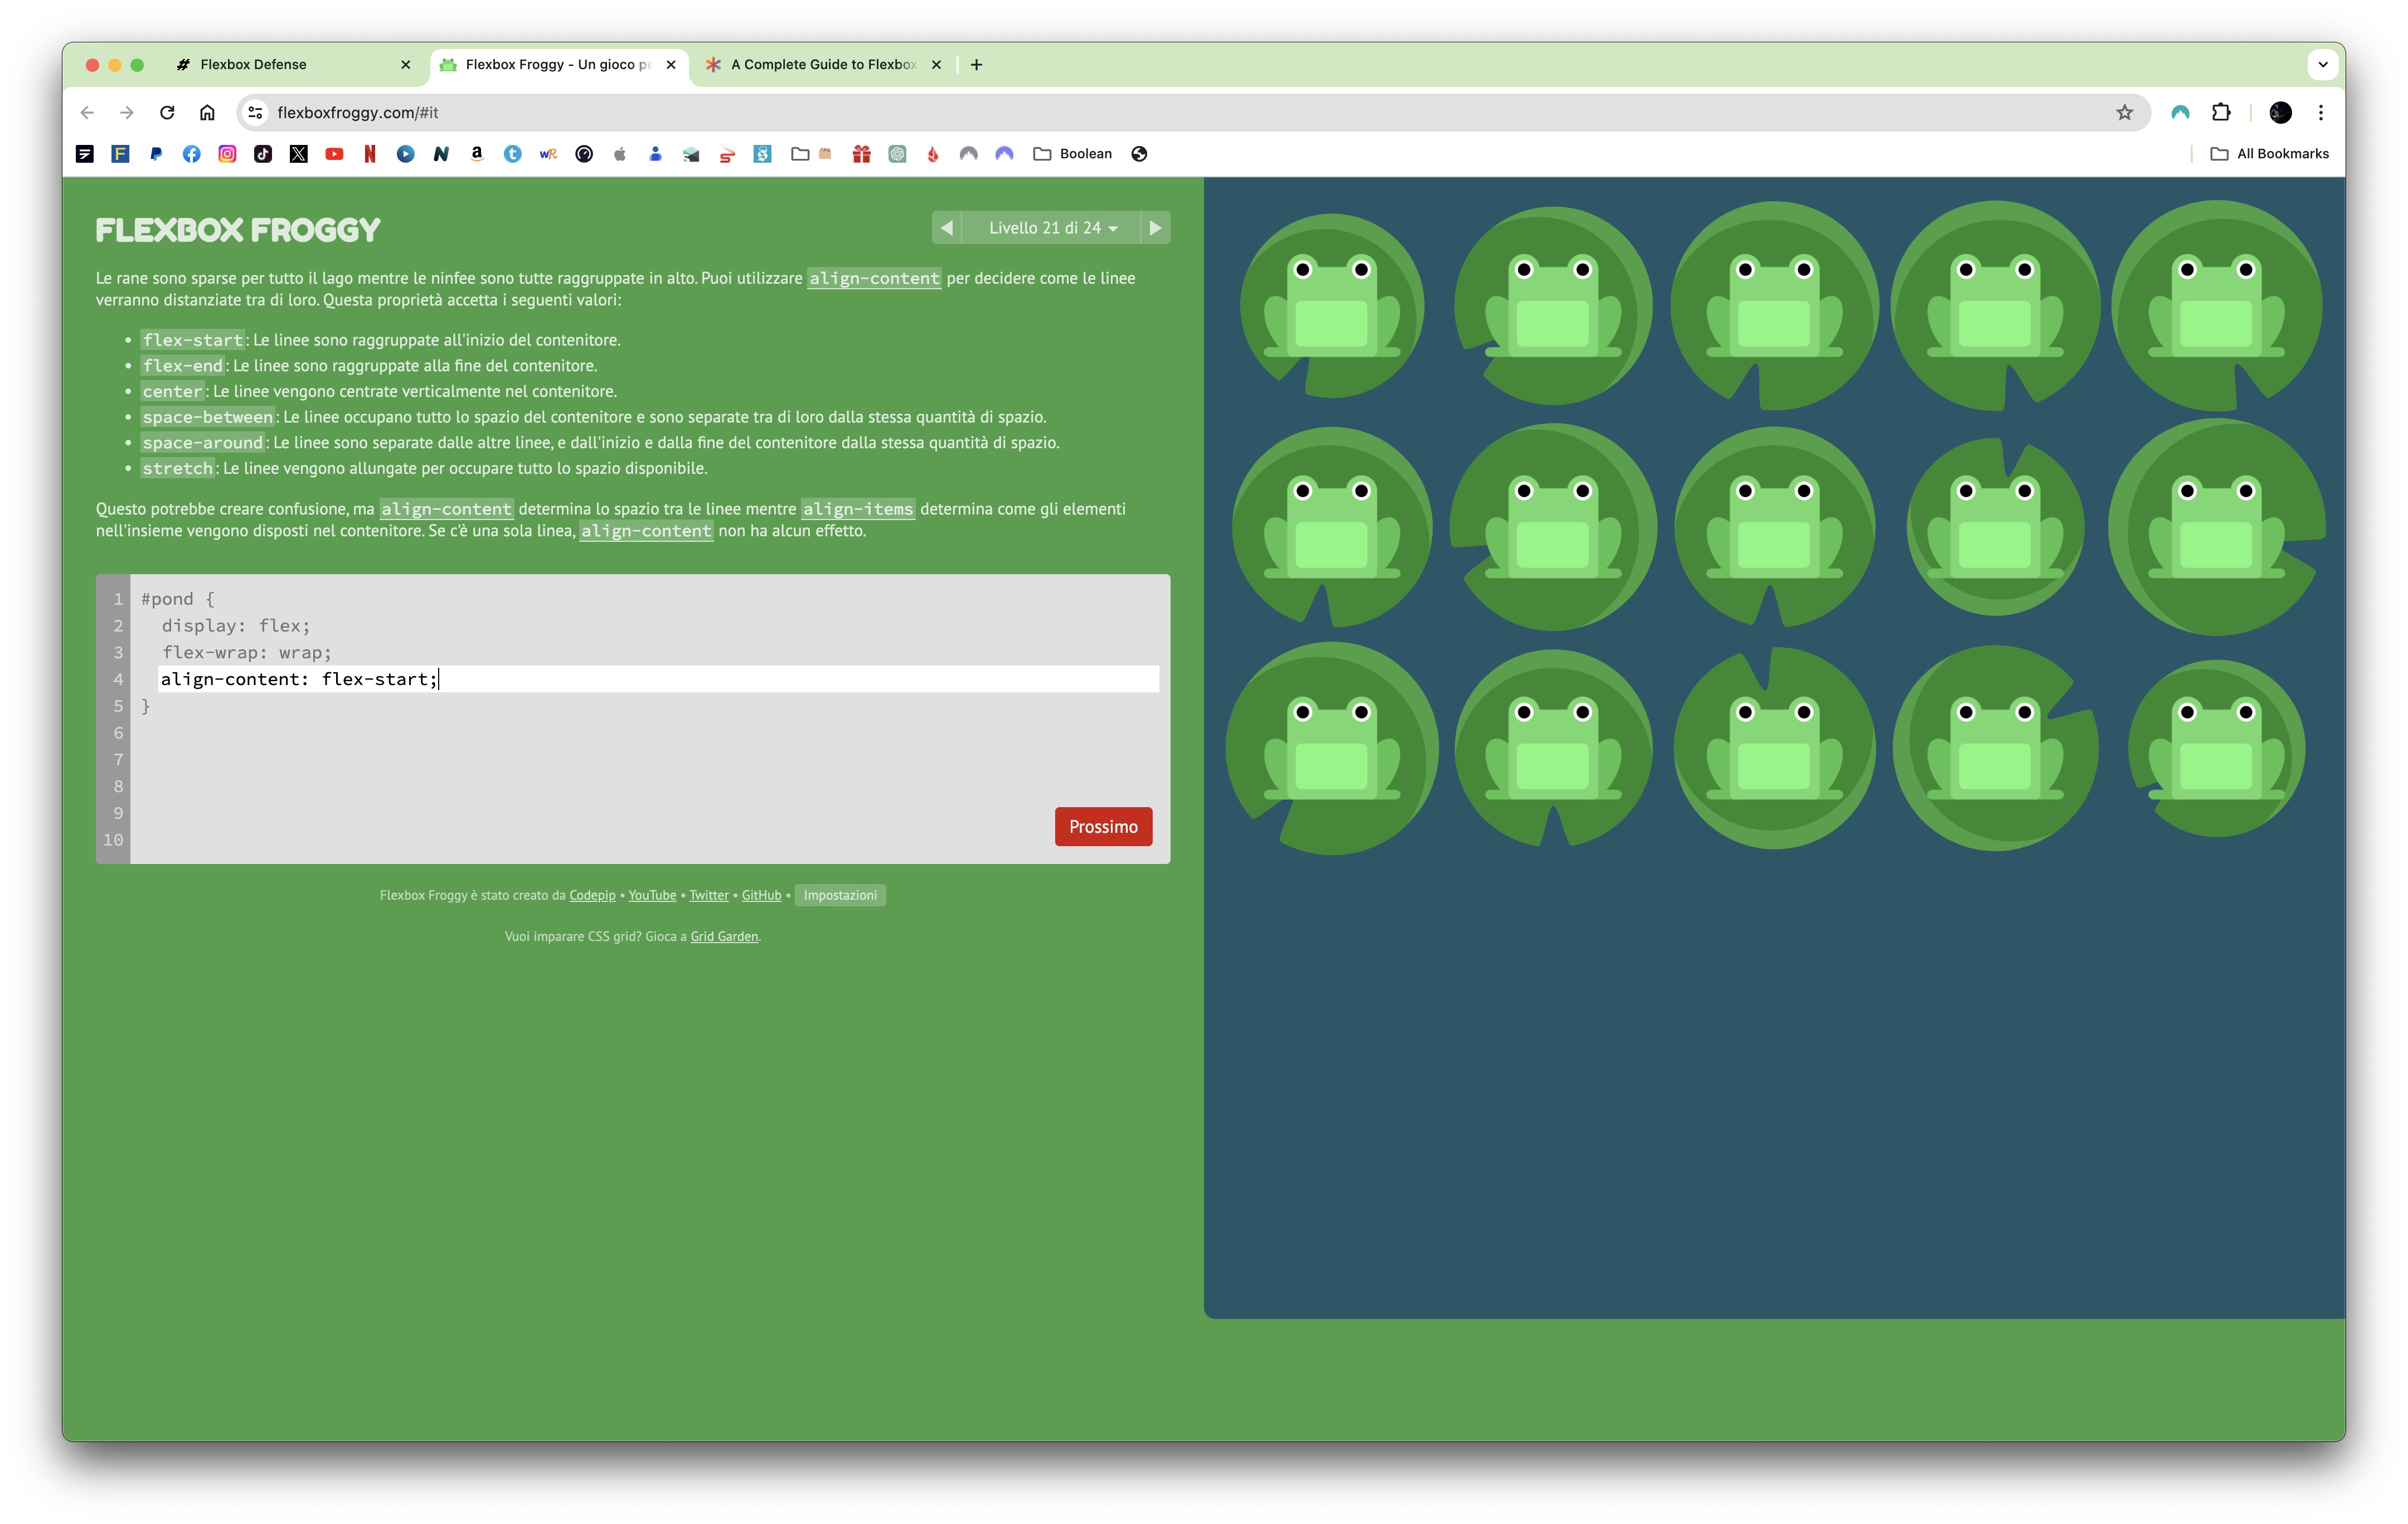 Flexbox Defense
Flexbox Froggy - Un gioco pe
A Complete Guide to Flexbox
flexboxfroggy.com/#it
Boolean
All Bookmarks
FLEXBOX FROGGY
Livello 21 di 24
Le rane sono sparse per tutto il lago mentre le ninfee sono tutte raggruppate in alto. Puoi utilizzare align-content per decidere come le linee
verranno distanziate tra di loro. Questa proprietà accetta i seguenti valori:
• flex-start: Le linee sono raggruppate all'inizio del contenitore.
• flex-end: Le linee sono raggruppate alla fine del contenitore.
• center: Le linee vengono centrate verticalmente nel contenitore.
• space-between: Le linee occupano tutto lo spazio del contenitore e sono separate tra di loro dalla stessa quantità di spazio.
• space-around: Le linee sono separate dalle altre linee, e dall'inizio e dalla fine del contenitore dalla stessa quantità di spazio.
• stretch: Le linee vengono allungate per occupare tutto lo spazio disponibile.
Questo potrebbe creare confusione, ma align-content determina lo spazio tra le linee mentre align-items determina come gli elementi
nell'insieme vengono disposti nel contenitore. Se c'è una sola linea, align-content non ha alcun effetto.
1 #pond {
2 display: flex;
3 flex-wrap: wrap;
4 align-content: flex-start;
5 }
6
7
8
9
10
Prossimo
Flexbox Froggy è stato creato da Codepip • YouTube • Twitter • GitHub • Impostazioni
Vuoi imparare CSS grid? Gioca a Grid Garden.